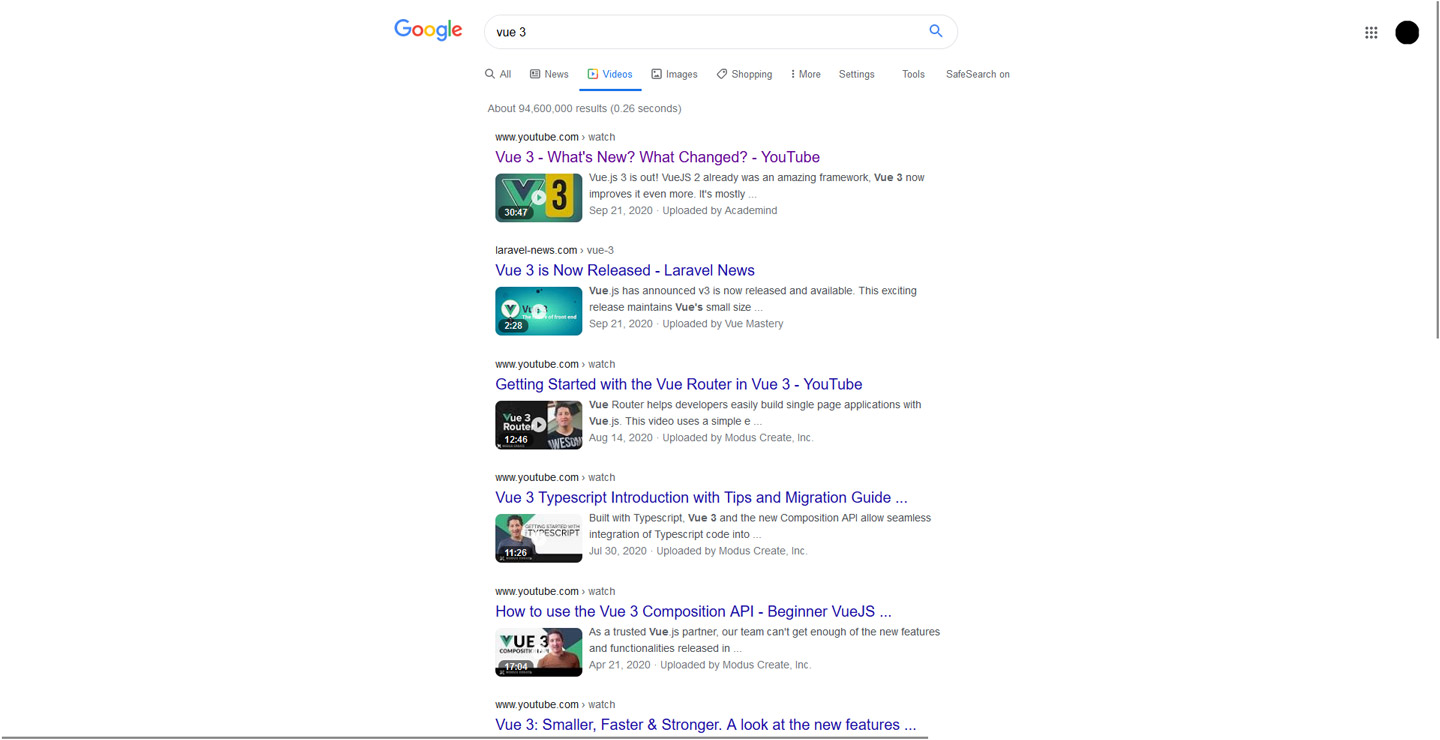 Google
vue 3
All News Videos Images Shopping More Settings Tools SafeSearch on
About 94,600,000 results (0.26 seconds)
www.youtube.com › watch
Vue 3 - What's New? What Changed? - YouTube
3
30:47
Vue.js 3 is out! VueJS 2 already was an amazing framework, Vue 3 now
improves it even more. It's mostly ...
Sep 21, 2020 · Uploaded by Academind
laravel-news.com › vue-3
Vue 3 is Now Released - Laravel News
of front end
2:28
Vue.js has announced v3 is now released and available. This exciting
release maintains Vue's small size ...
Sep 21, 2020 · Uploaded by Vue Mastery
www.youtube.com › watch
Getting Started with the Vue Router in Vue 3 - YouTube
Vue 3
Router
12:46
Vue Router helps developers easily build single page applications with
Vue.js. This video uses a simple e ...
Aug 14, 2020 · Uploaded by Modus Create, Inc.
www.youtube.com › watch
Vue 3 Typescript Introduction with Tips and Migration Guide ...
GETTING STARTED WITH
TYPESCRIPT
11:26
Built with Typescript, Vue 3 and the new Composition API allow seamless
integration of Typescript code into ...
Jul 30, 2020 · Uploaded by Modus Create, Inc.
www.youtube.com › watch
How to use the Vue 3 Composition API - Beginner VueJS ...
VUE 3
17:04
As a trusted Vue.js partner, our team can't get enough of the new features
and functionalities released in ...
Apr 21, 2020 · Uploaded by Modus Create, Inc.
www.youtube.com › watch
Vue 3: Smaller, Faster & Stronger. A look at the new features ...